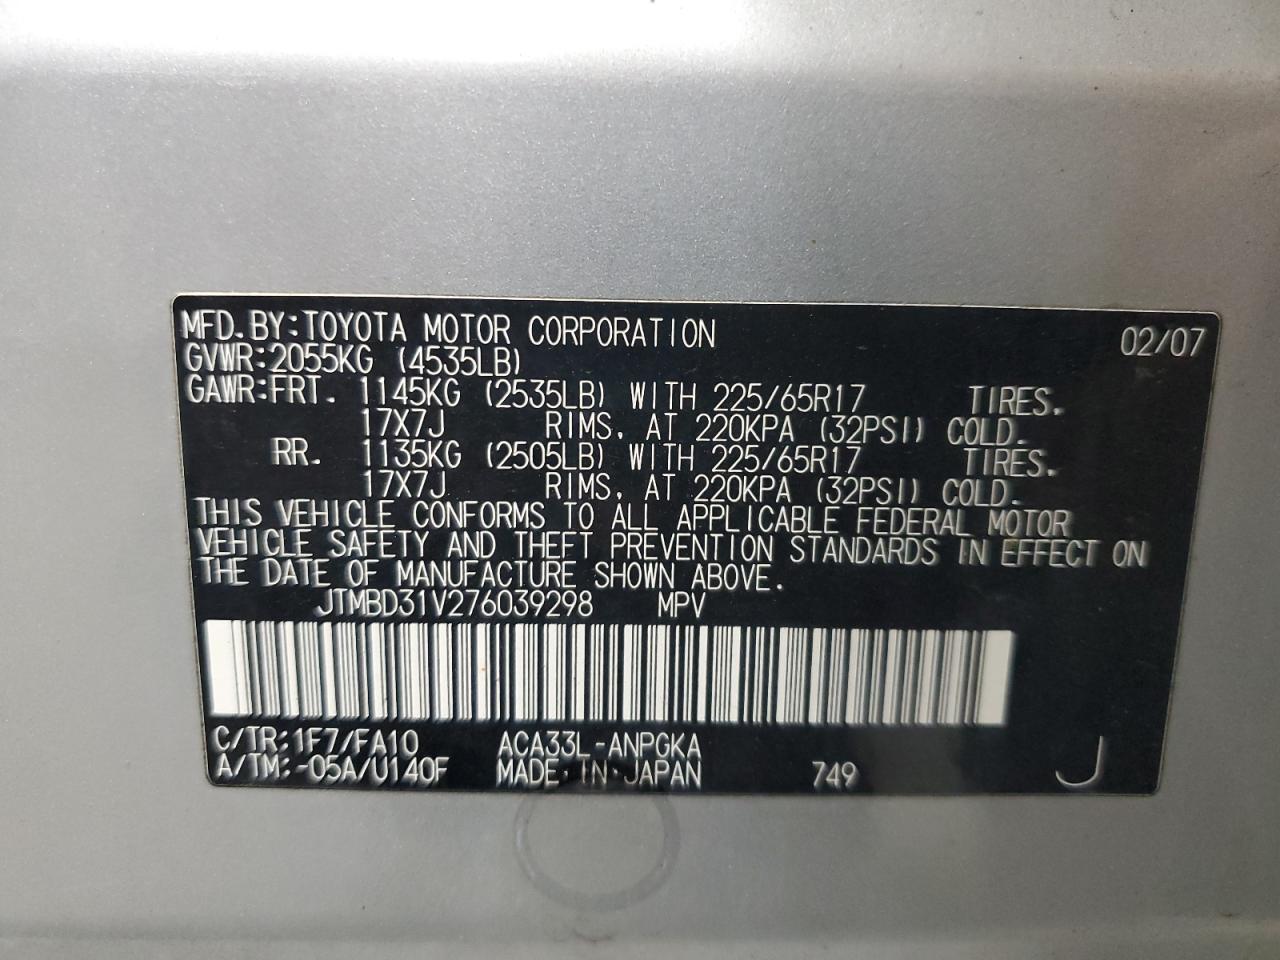 MFD.BY:TOYOTA MOTOR CORPORATION 02/07
GVWR:2055KG (4535LB)
GAWR:FRT. 1145KG (2535LB) WITH 225/65R17 TIRES.
17X7J RIMS, AT 220KPA (32PSI) COLD.
RR. 1135KG (2505LB) WITH 225/65R17 TIRES.
17X7J RIMS, AT 220KPA (32PSI) COLD.
THIS VEHICLE CONFORMS TO ALL APPLICABLE FEDERAL MOTOR
VEHICLE SAFETY AND THEFT PREVENTION STANDARDS IN EFFECT ON
THE DATE OF MANUFACTURE SHOWN ABOVE.
JTMBD31V276039298 MPV
C/TR:1F7/FA10 ACA33L-ANPGKA
A/TM:-05A/U140F MADE IN JAPAN 749 J